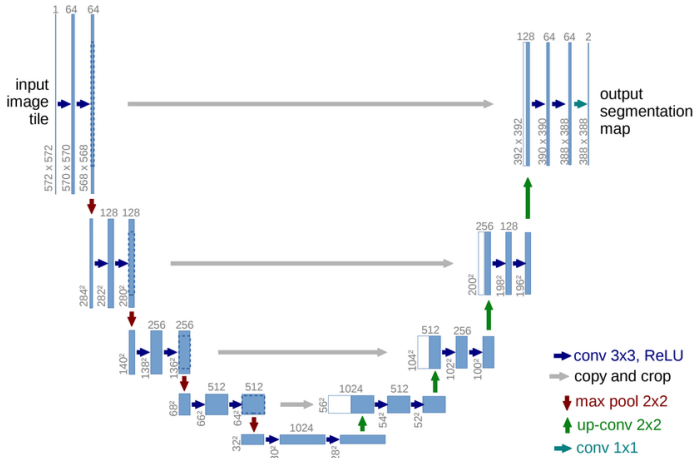 1 64 64
128 64 64 2
input
image
tile
output
segmentation
map
572 x 572
570 x 570
568 x 568
392 x 392
390 x 390
388 x 388
388 x 388
128 128
256 128
284²
282²
280²
200²
198²
196²
256 256
512 256
140²
138²
136²
104²
102²
100²
512 512
1024 512
68²
66²
64²
56²
54²
52²
1024
32²
conv 3x3, ReLU
copy and crop
max pool 2x2
up-conv 2x2
conv 1x1